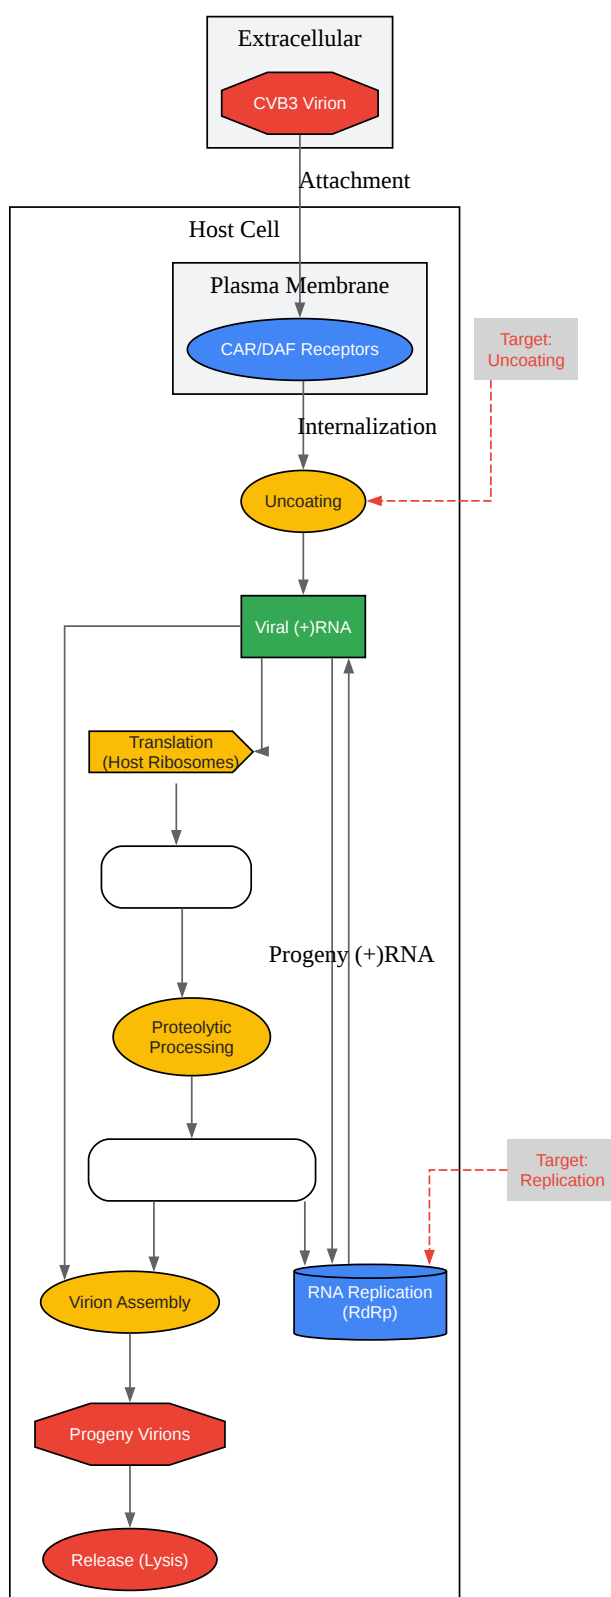 Extracellular
CVB3 Virion
Attachment
Host Cell
Plasma Membrane
CAR/DAF Receptors
Target:
Uncoating
Internalization
Uncoating
Viral (+)RNA
Translation
(Host Ribosomes)
Progeny (+)RNA
Proteolytic
Processing
Target:
Replication
Virion Assembly
RNA Replication
(RdRp)
Progeny Virions
Release (Lysis)